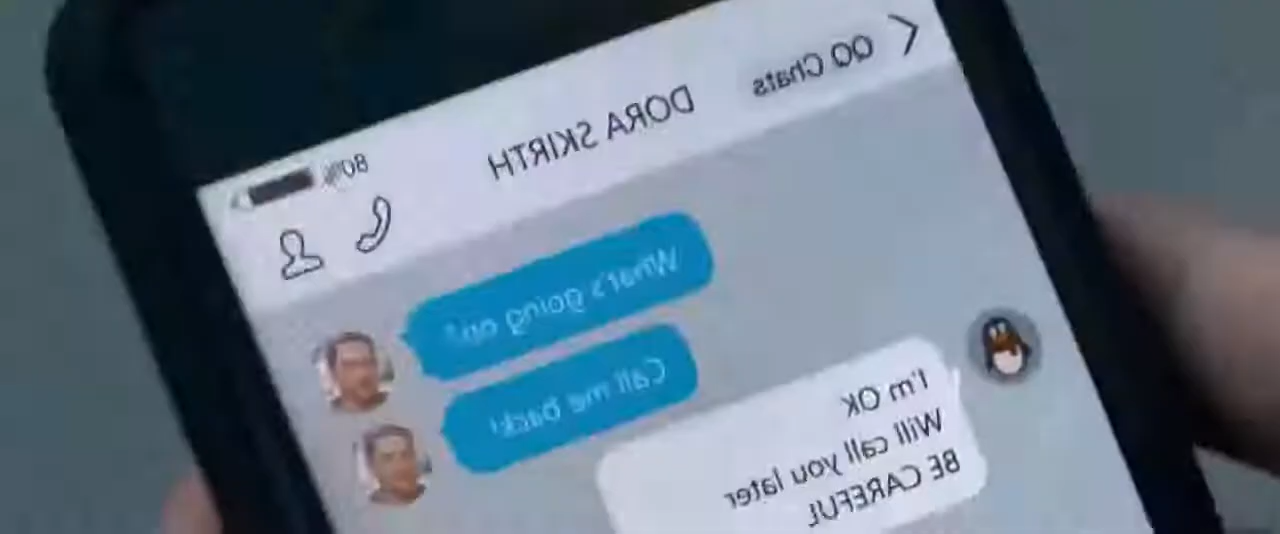 QQ Chats
DORA SKIRTH
80%
What's going on?
Call me back!
I'm OK
Will call you later
BE CAREFUL